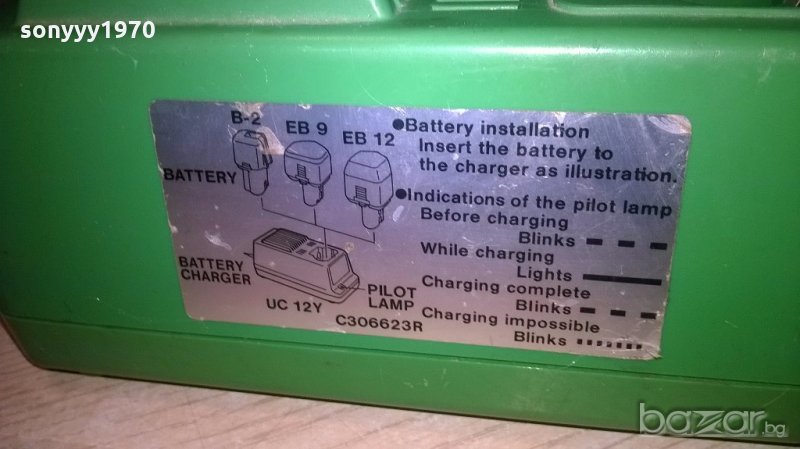 sonyyy1970
B-2
EB 9
EB 12
BATTERY
BATTERY
CHARGER
PILOT
LAMP
UC 12Y
C306623R
●Battery installation
Insert the battery to
the charger as illustration.
●Indications of the pilot lamp
Before charging
Blinks
While charging
Lights
Charging complete
Blinks
Charging impossible
Blinks
bazar.bg